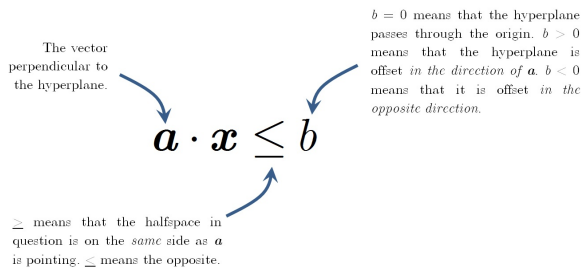 b = 0 means that the hyperplane
passes through the origin. b > 0
means that the hyperplane is
offset in the direction of a. b < 0
means that it is offset in the
opposite direction.
The vector
perpendicular to
the hyperplane.
a · x ≤ b
≥ means that the halfspace in
question is on the same side as a
is pointing. ≤ means the opposite.